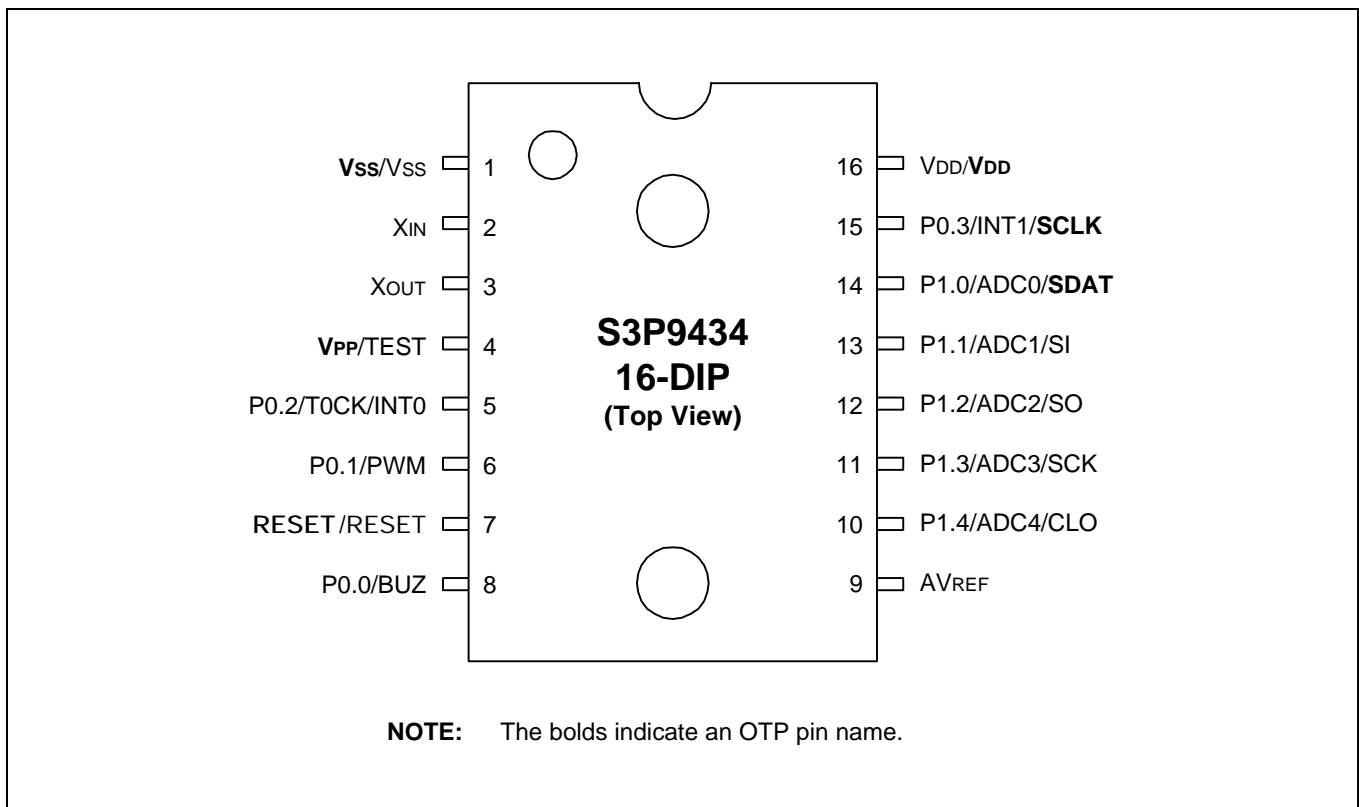 Vss/Vss 1
XIN 2
XOUT 3
VPP/TEST 4
P0.2/T0CK/INT0 5
P0.1/PWM 6
RESET/RESET 7
P0.0/BUZ 8
S3P9434
16-DIP
(Top View)
16 VDD/VDD
15 P0.3/INT1/SCLK
14 P1.0/ADC0/SDAT
13 P1.1/ADC1/SI
12 P1.2/ADC2/SO
11 P1.3/ADC3/SCK
10 P1.4/ADC4/CLO
9 AVREF
NOTE: The bolds indicate an OTP pin name.